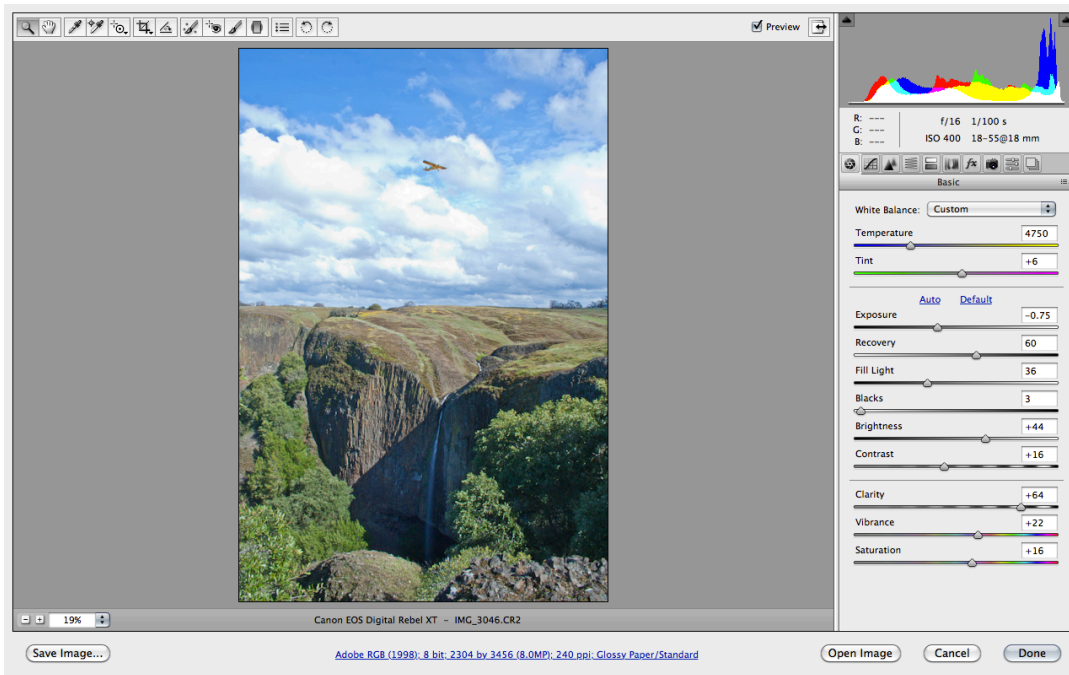 Preview
R: ---
G: ---
B: ---
f/16 1/100 s
ISO 400 18-55@18 mm
fx
Basic
White Balance: Custom
Temperature 4750
Tint +6
Auto Default
Exposure -0.75
Recovery 60
Fill Light 36
Blacks 3
Brightness +44
Contrast +16
Clarity +64
Vibrance +22
Saturation +16
19%
Canon EOS Digital Rebel XT - IMG_3046.CR2
Save Image...
Adobe RGB (1998); 8 bit; 2304 by 3456 (8.0MP); 240 ppi; Glossy Paper/Standard
Open Image
Cancel
Done